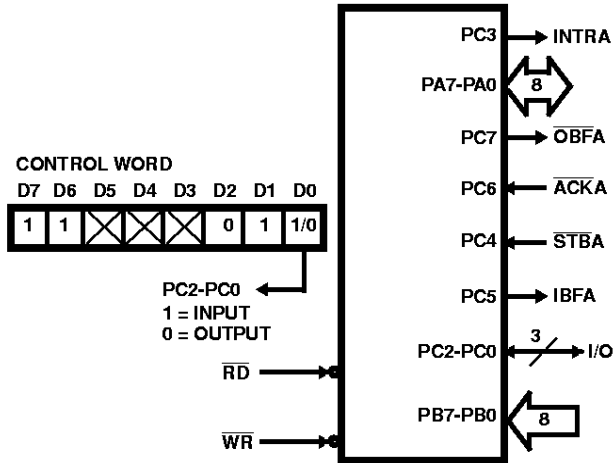 PC3 INTRA
PA7-PA0 8
PC7 OBFA
CONTROL WORD
D7 D6 D5 D4 D3 D2 D1 D0
1 1 0 1 1/0
PC6 ACKA
PC4 STBA
PC2-PC0
1 = INPUT
0 = OUTPUT
PC5 IBFA
PC2-PC0 3 I/O
RD
PB7-PB0 8
WR